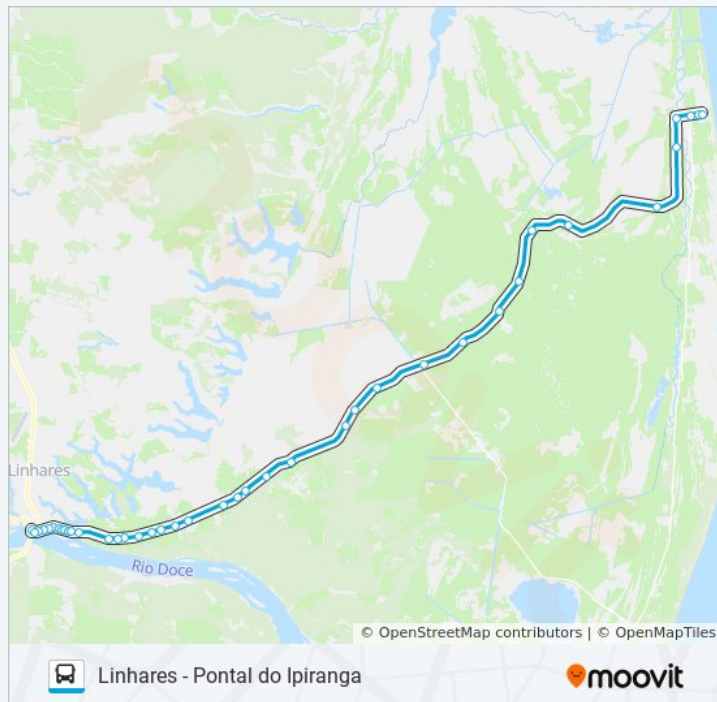 Linhares
Rio Doce
© OpenStreetMap contributors | © OpenMapTiles
Linhares - Pontal do Ipiranga
moovit